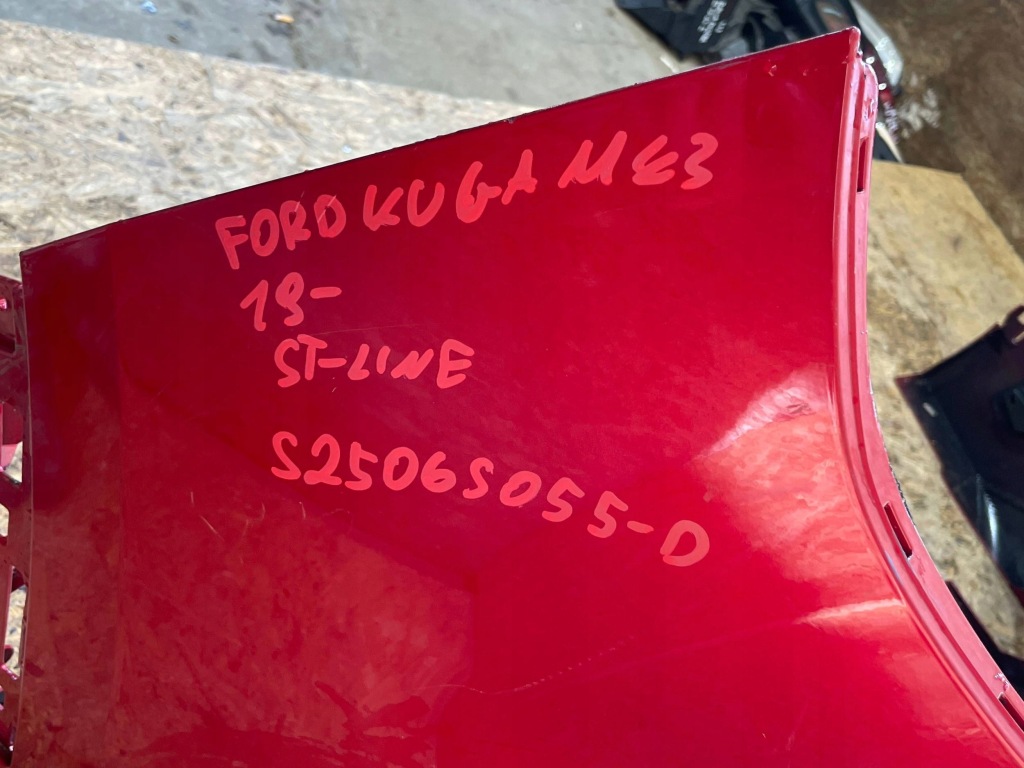 FORD KUGA MK3
19-
ST-LINE
S2506S055-D